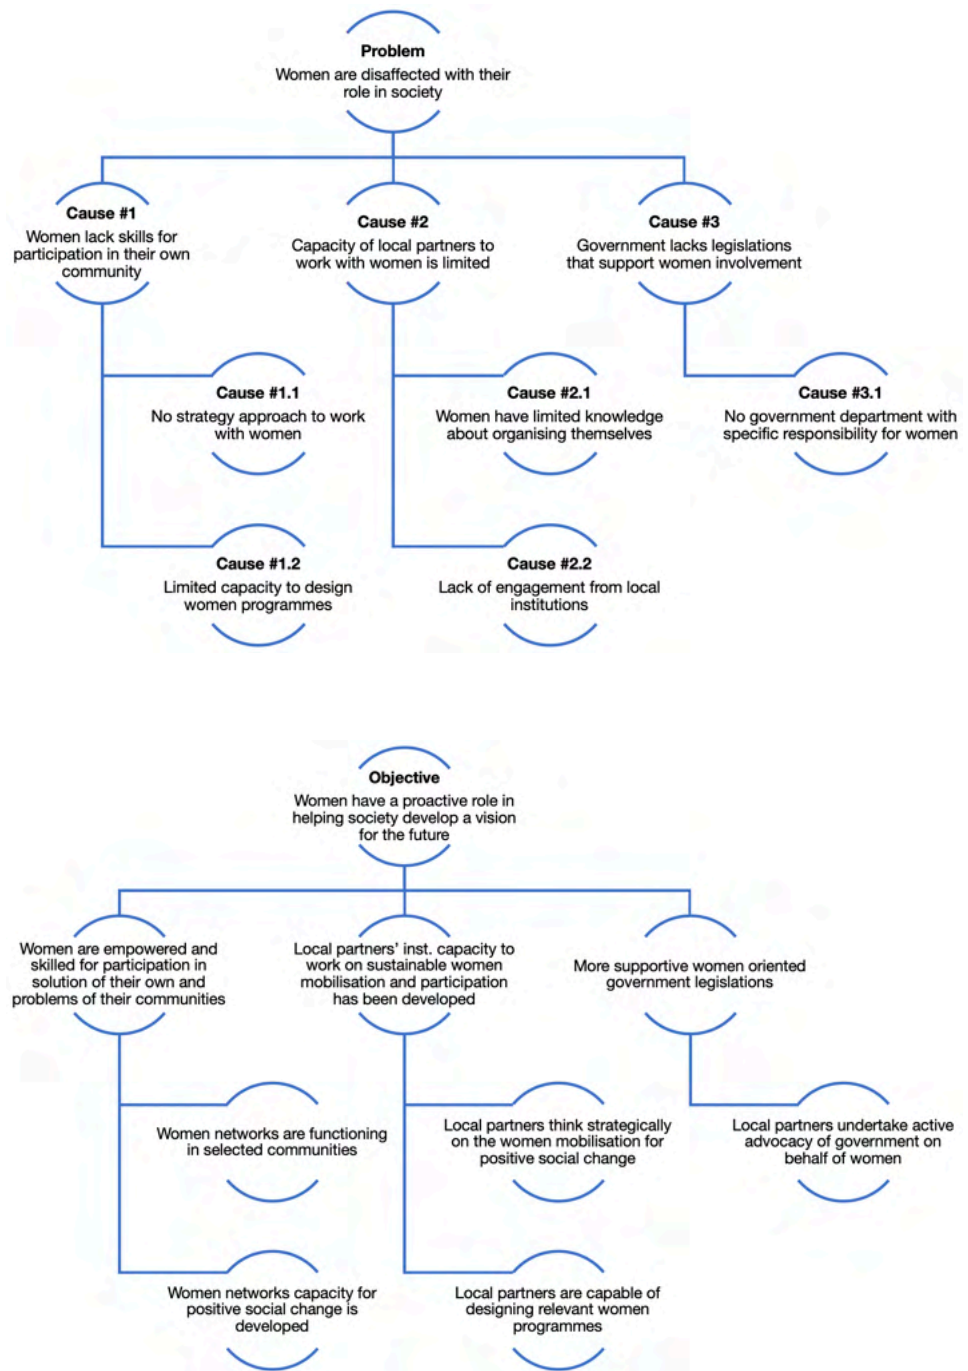 Problem
Women are disaffected with their
role in society
Cause #1
Women lack skills for
participation in their own
community
Cause #2
Capacity of local partners to
work with women is limited
Cause #3
Government lacks legislations
that support women involvement
Cause #1.1
No strategy approach to work
with women
Cause #2.1
Women have limited knowledge
about organising themselves
Cause #3.1
No government department with
specific responsibility for women
Cause #1.2
Limited capacity to design
women programmes
Cause #2.2
Lack of engagement from local
institutions
Objective
Women have a proactive role in
helping society develop a vision
for the future
Women are empowered and
skilled for participation in
solution of their own and
problems of their communities
Local partners' inst. capacity to
work on sustainable women
mobilisation and participation
has been developed
More supportive women oriented
government legislations
Women networks are functioning
in selected communities
Local partners think strategically
on the women mobilisation for
positive social change
Local partners undertake active
advocacy of government on
behalf of women
Women networks capacity for
positive social change is
developed
Local partners are capable of
designing relevant women
programmes